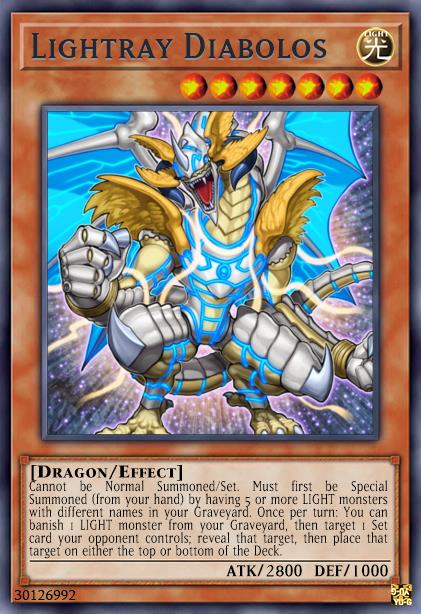 Lightray Diabolos
LIGHT
光
[Dragon/Effect]
Cannot be Normal Summoned/Set. Must first be Special
Summoned (from your hand) by having 5 or more LIGHT monsters
with different names in your Graveyard. Once per turn: You can
banish 1 LIGHT monster from your Graveyard, then target 1 Set
card your opponent controls; reveal that target, then place that
target on either the top or bottom of the Deck.
ATK/2800 DEF/1000
30126992